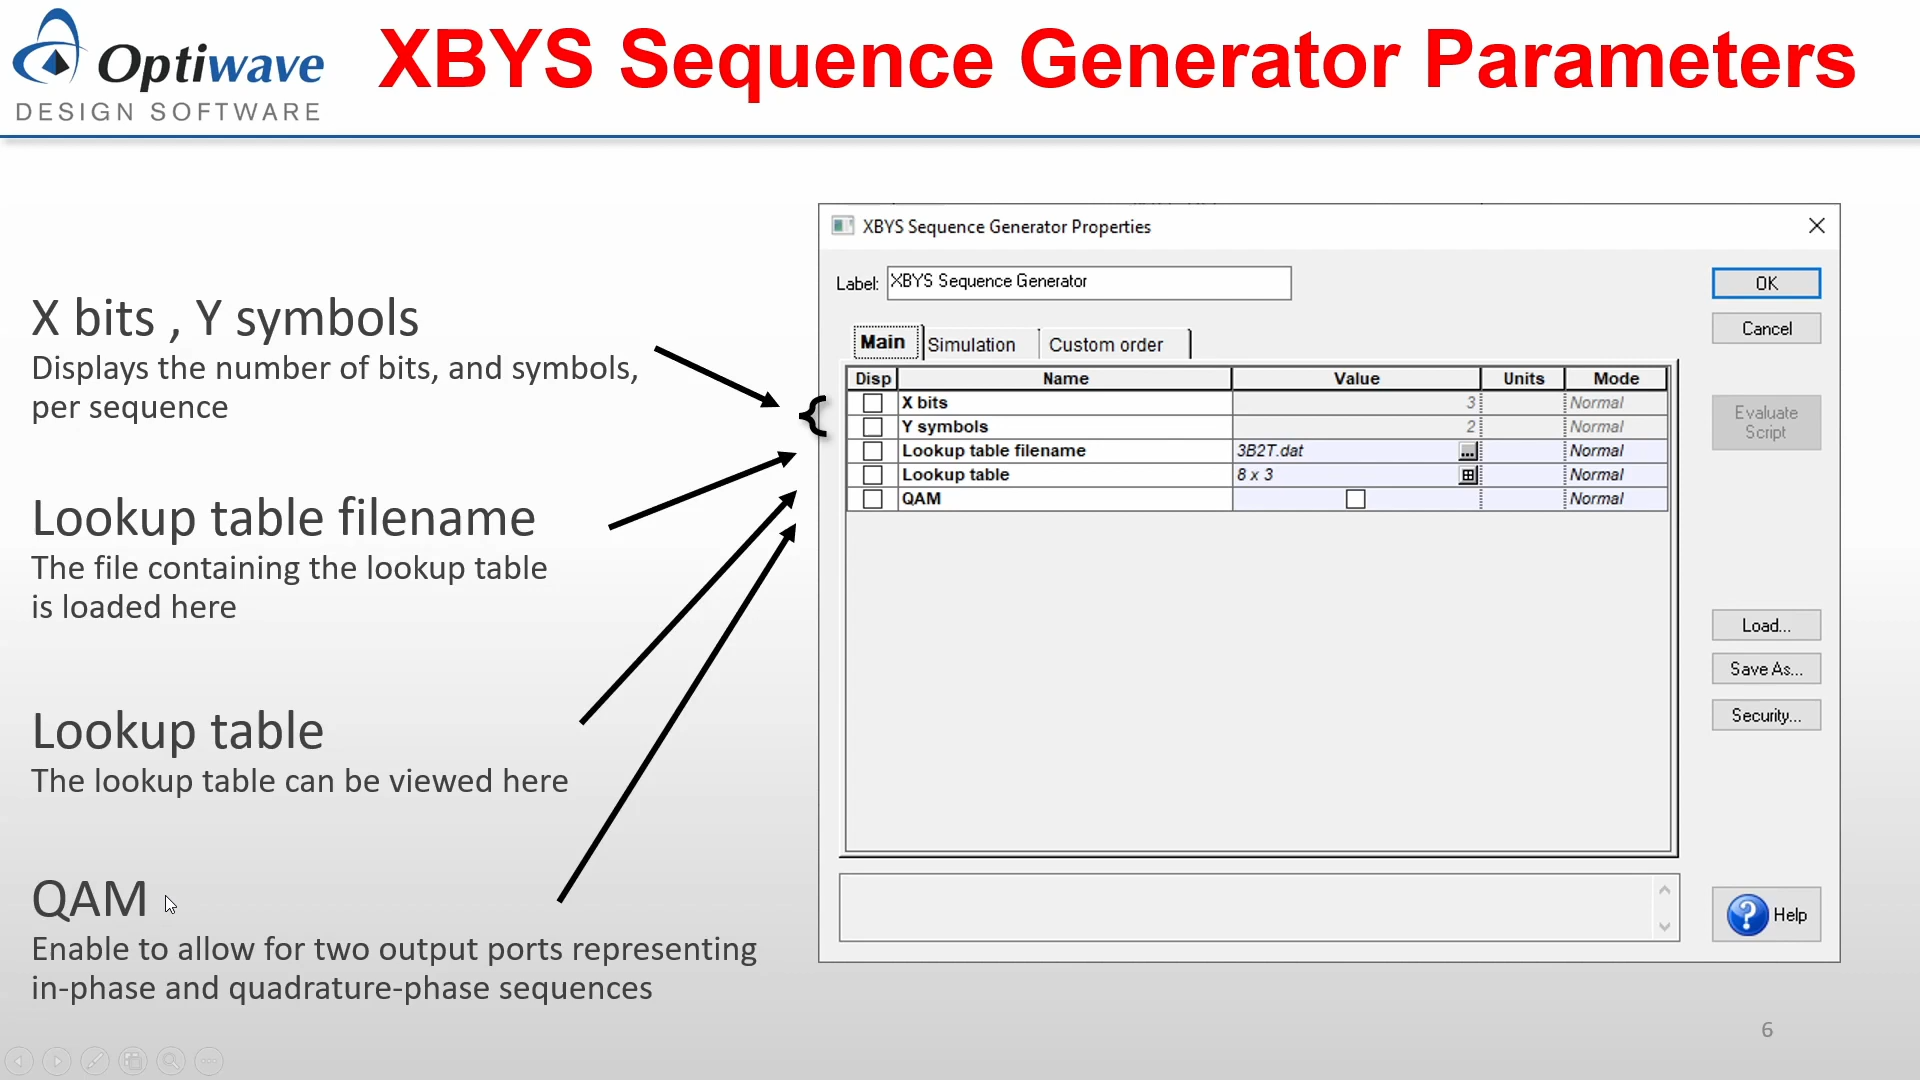 Optiwave
DESIGN SOFTWARE
XBYS Sequence Generator Parameters
X bits , Y symbols
Displays the number of bits, and symbols,
per sequence
Lookup table filename
The file containing the lookup table
is loaded here
Lookup table
The lookup table can be viewed here
QAM
Enable to allow for two output ports representing
in-phase and quadrature-phase sequences
XBYS Sequence Generator Properties
Label: XBYS Sequence Generator
OK
Cancel
Main Simulation Custom order
Disp Name Value Units Mode
X bits 3 Normal
Y symbols 2 Normal
Lookup table filename 3B2T.dat ... Normal
Lookup table 8 x 3 Normal
QAM Normal
Evaluate
Script
Load...
Save As...
Security...
? Help
6